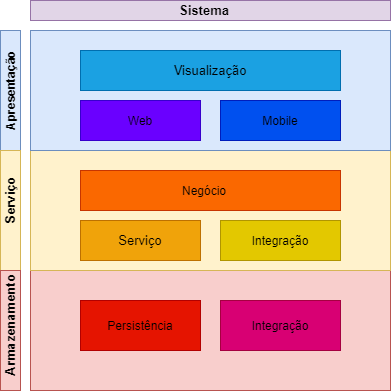 Sistema
Apresentação
Visualização
Web
Mobile
Serviço
Negócio
Serviço
Integração
Armazenamento
Persistência
Integração